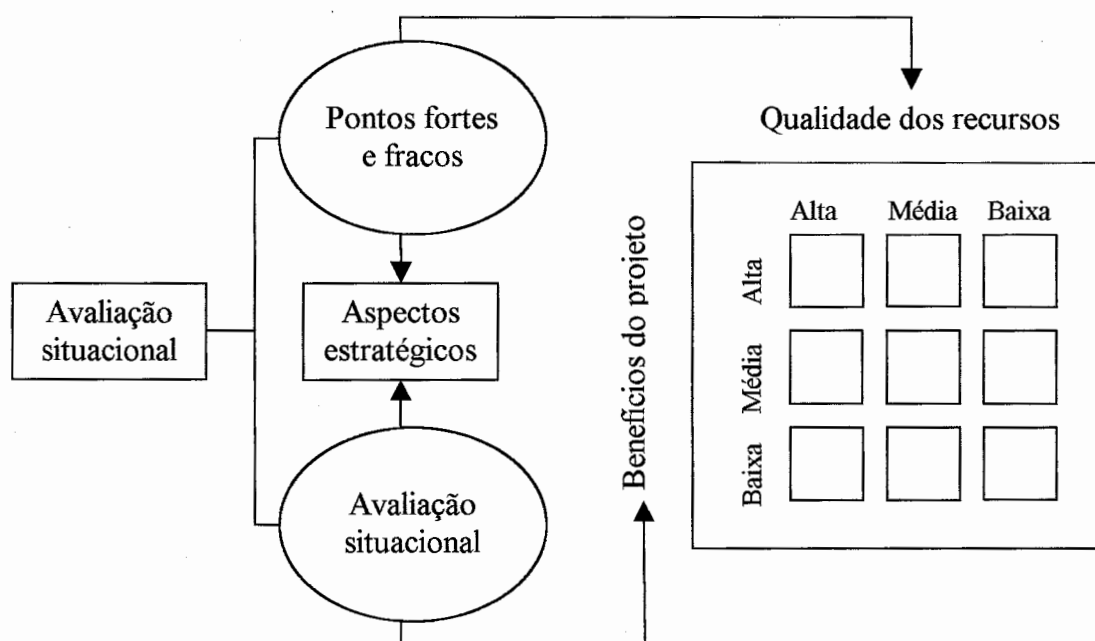 Pontos fortes
e fracos
Qualidade dos recursos
Alta Média Baixa
Alta
Média
Baixa
Benefícios do projeto
Avaliação
situacional
Aspectos
estratégicos
Avaliação
situacional